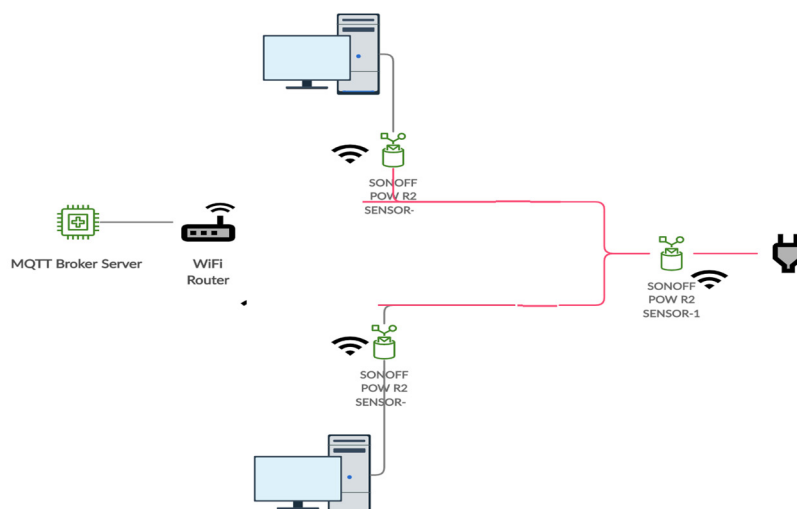 SONOFF
POW R2
SENSOR-
MQTT Broker Server
WiFi
Router
SONOFF
POW R2
SENSOR-1
SONOFF
POW R2
SENSOR-